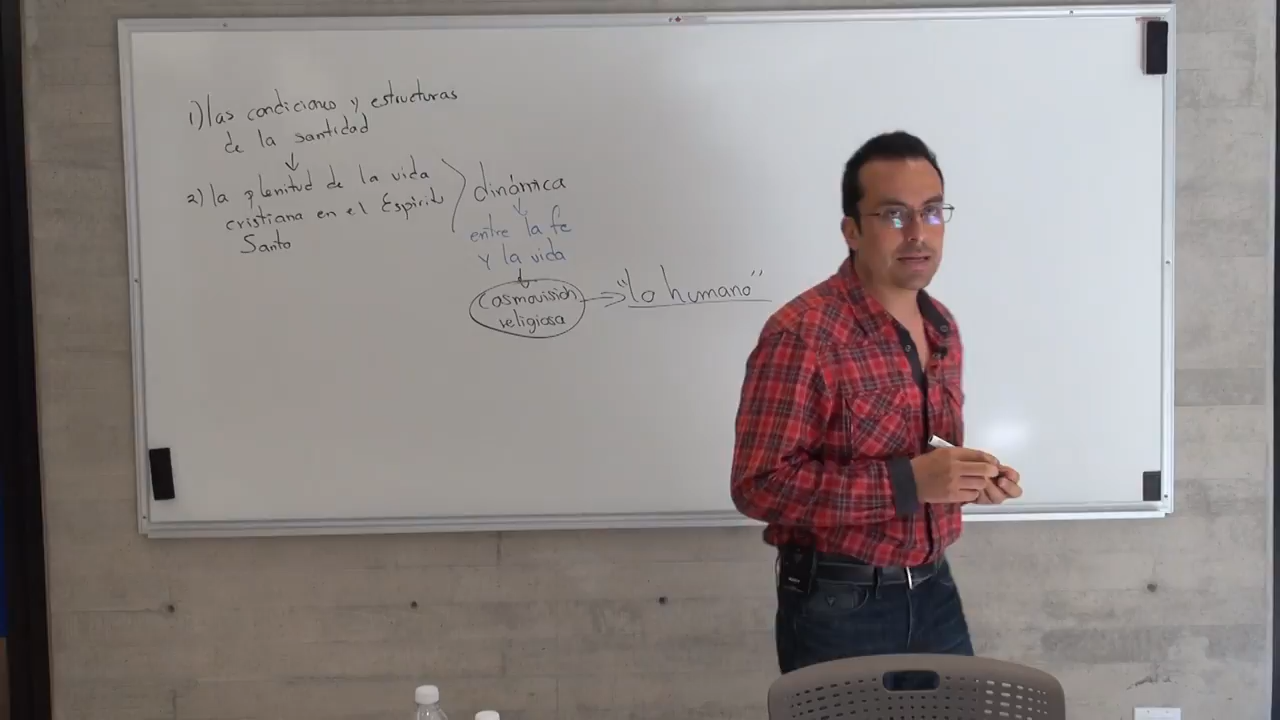 1) las condiciones y estructuras
de la santidad
↓
2) la plenitud de la vida
cristiana en el Espíritu
Santo
dinámica
↓
entre la fe
y la vida
↓
Cosmovisión
religiosa
⇒ "lo humano"